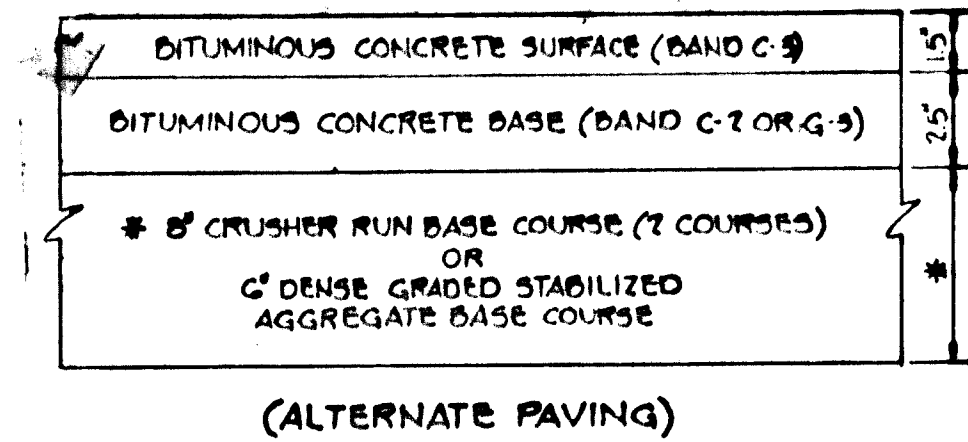 BITUMINOUS CONCRETE SURFACE (BAND C-5)
1.5"
BITUMINOUS CONCRETE BASE (BAND C-2 OR C-3)
2.5"
* 8" CRUSHER RUN BASE COURSE (2 COURSES)
OR
6" DENSE GRADED STABILIZED
AGGREGATE BASE COURSE
*
(ALTERNATE PAVING)